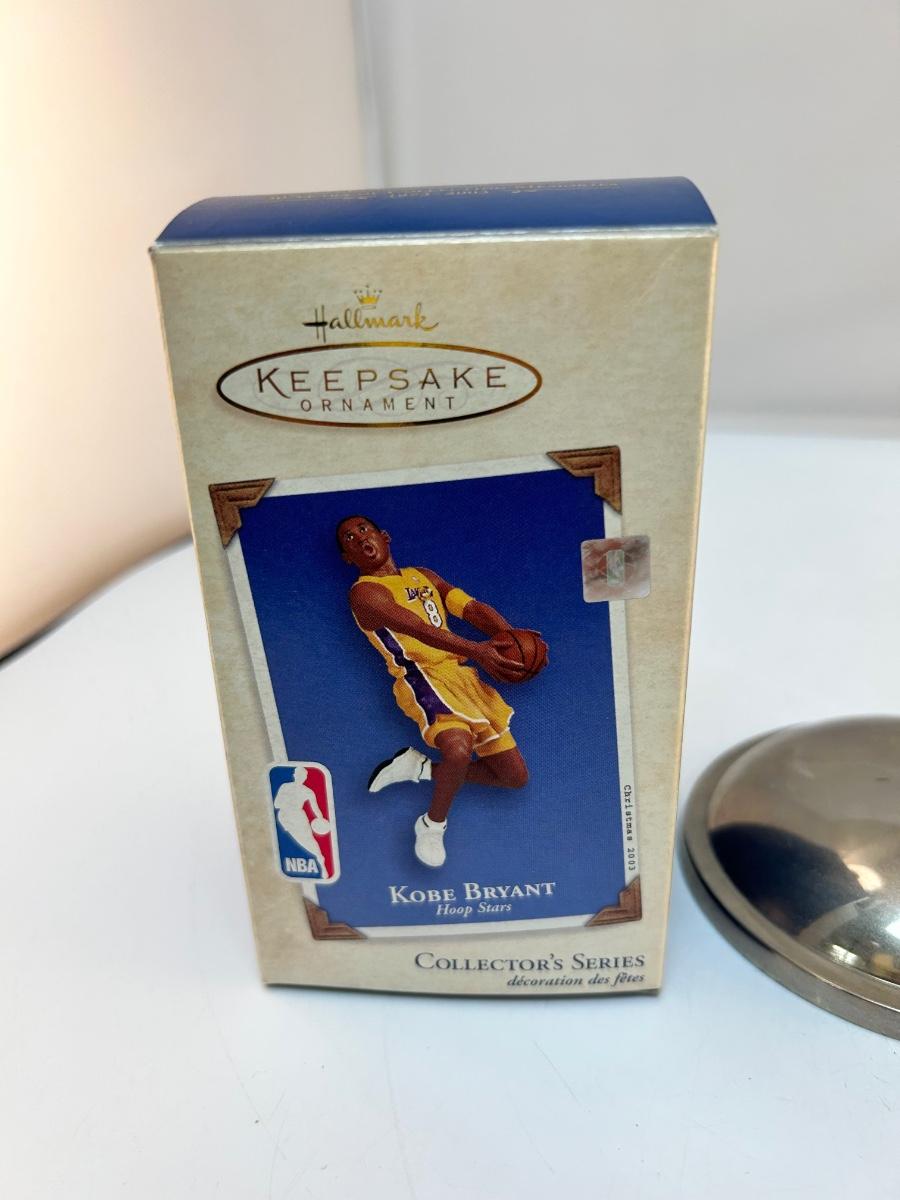 Hallmark
KEEPSAKE
ORNAMENT
LAKERS
8
Christmas 2003
NBA
KOBE BRYANT
Hoop Stars
COLLECTOR'S SERIES
décoration des fêtes